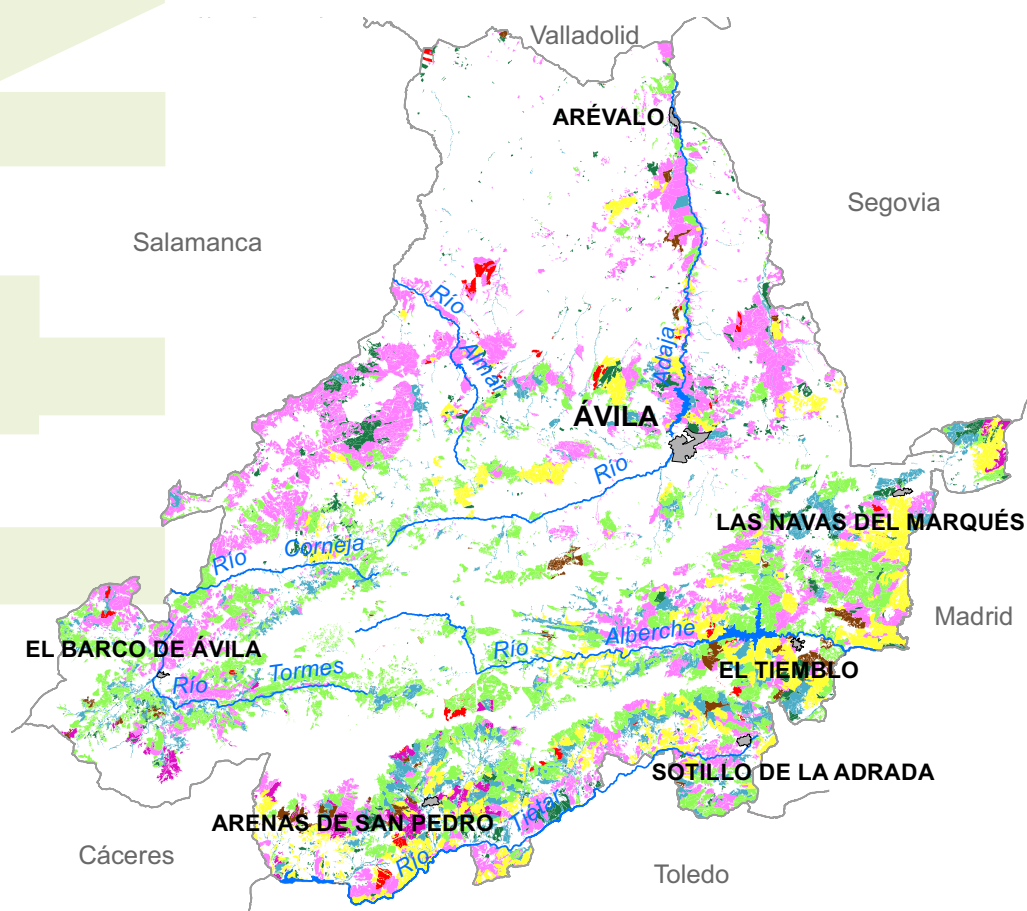 Valladolid
ARÉVALO
Segovia
Salamanca
Río
Almar
Adaja
ÁVILA
Río
LAS NAVAS DEL MARQUÉS
Río
Corneja
Madrid
EL BARCO DE ÁVILA
Río
Alberche
EL TIEMBLO
Río
Tormes
SOTILLO DE LA ADRADA
ARENAS DE SAN PEDRO
Río
Tiétar
Cáceres
Toledo